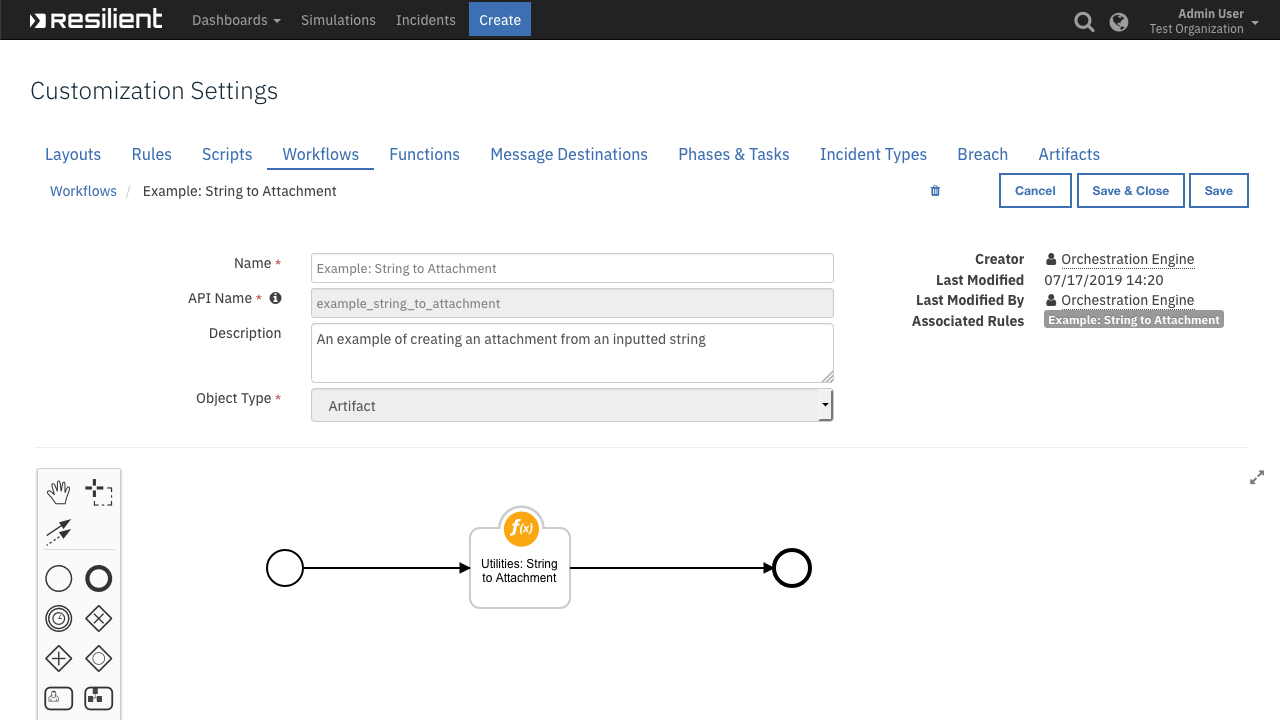 resilient Dashboards Simulations Incidents Create Admin User
Test Organization
Customization Settings
Layouts Rules Scripts Workflows Functions Message Destinations Phases & Tasks Incident Types Breach Artifacts
Workflows / Example: String to Attachment Cancel Save & Close Save
Name * Example: String to Attachment
API Name * example_string_to_attachment
Description An example of creating an attachment from an inputted string
Object Type * Artifact
Creator Orchestration Engine
Last Modified 07/17/2019 14:20
Last Modified By Orchestration Engine
Associated Rules Example: String to Attachment
f(x)
Utilities: String
to Attachment